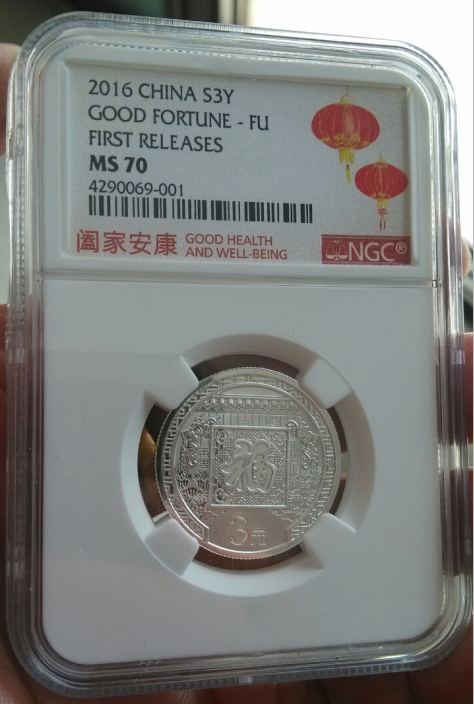 2016 CHINA S3Y
GOOD FORTUNE - FU
FIRST RELEASES
MS 70
4290069-001
阖家安康 GOOD HEALTH
AND WELL-BEING
NGC®
福
3元